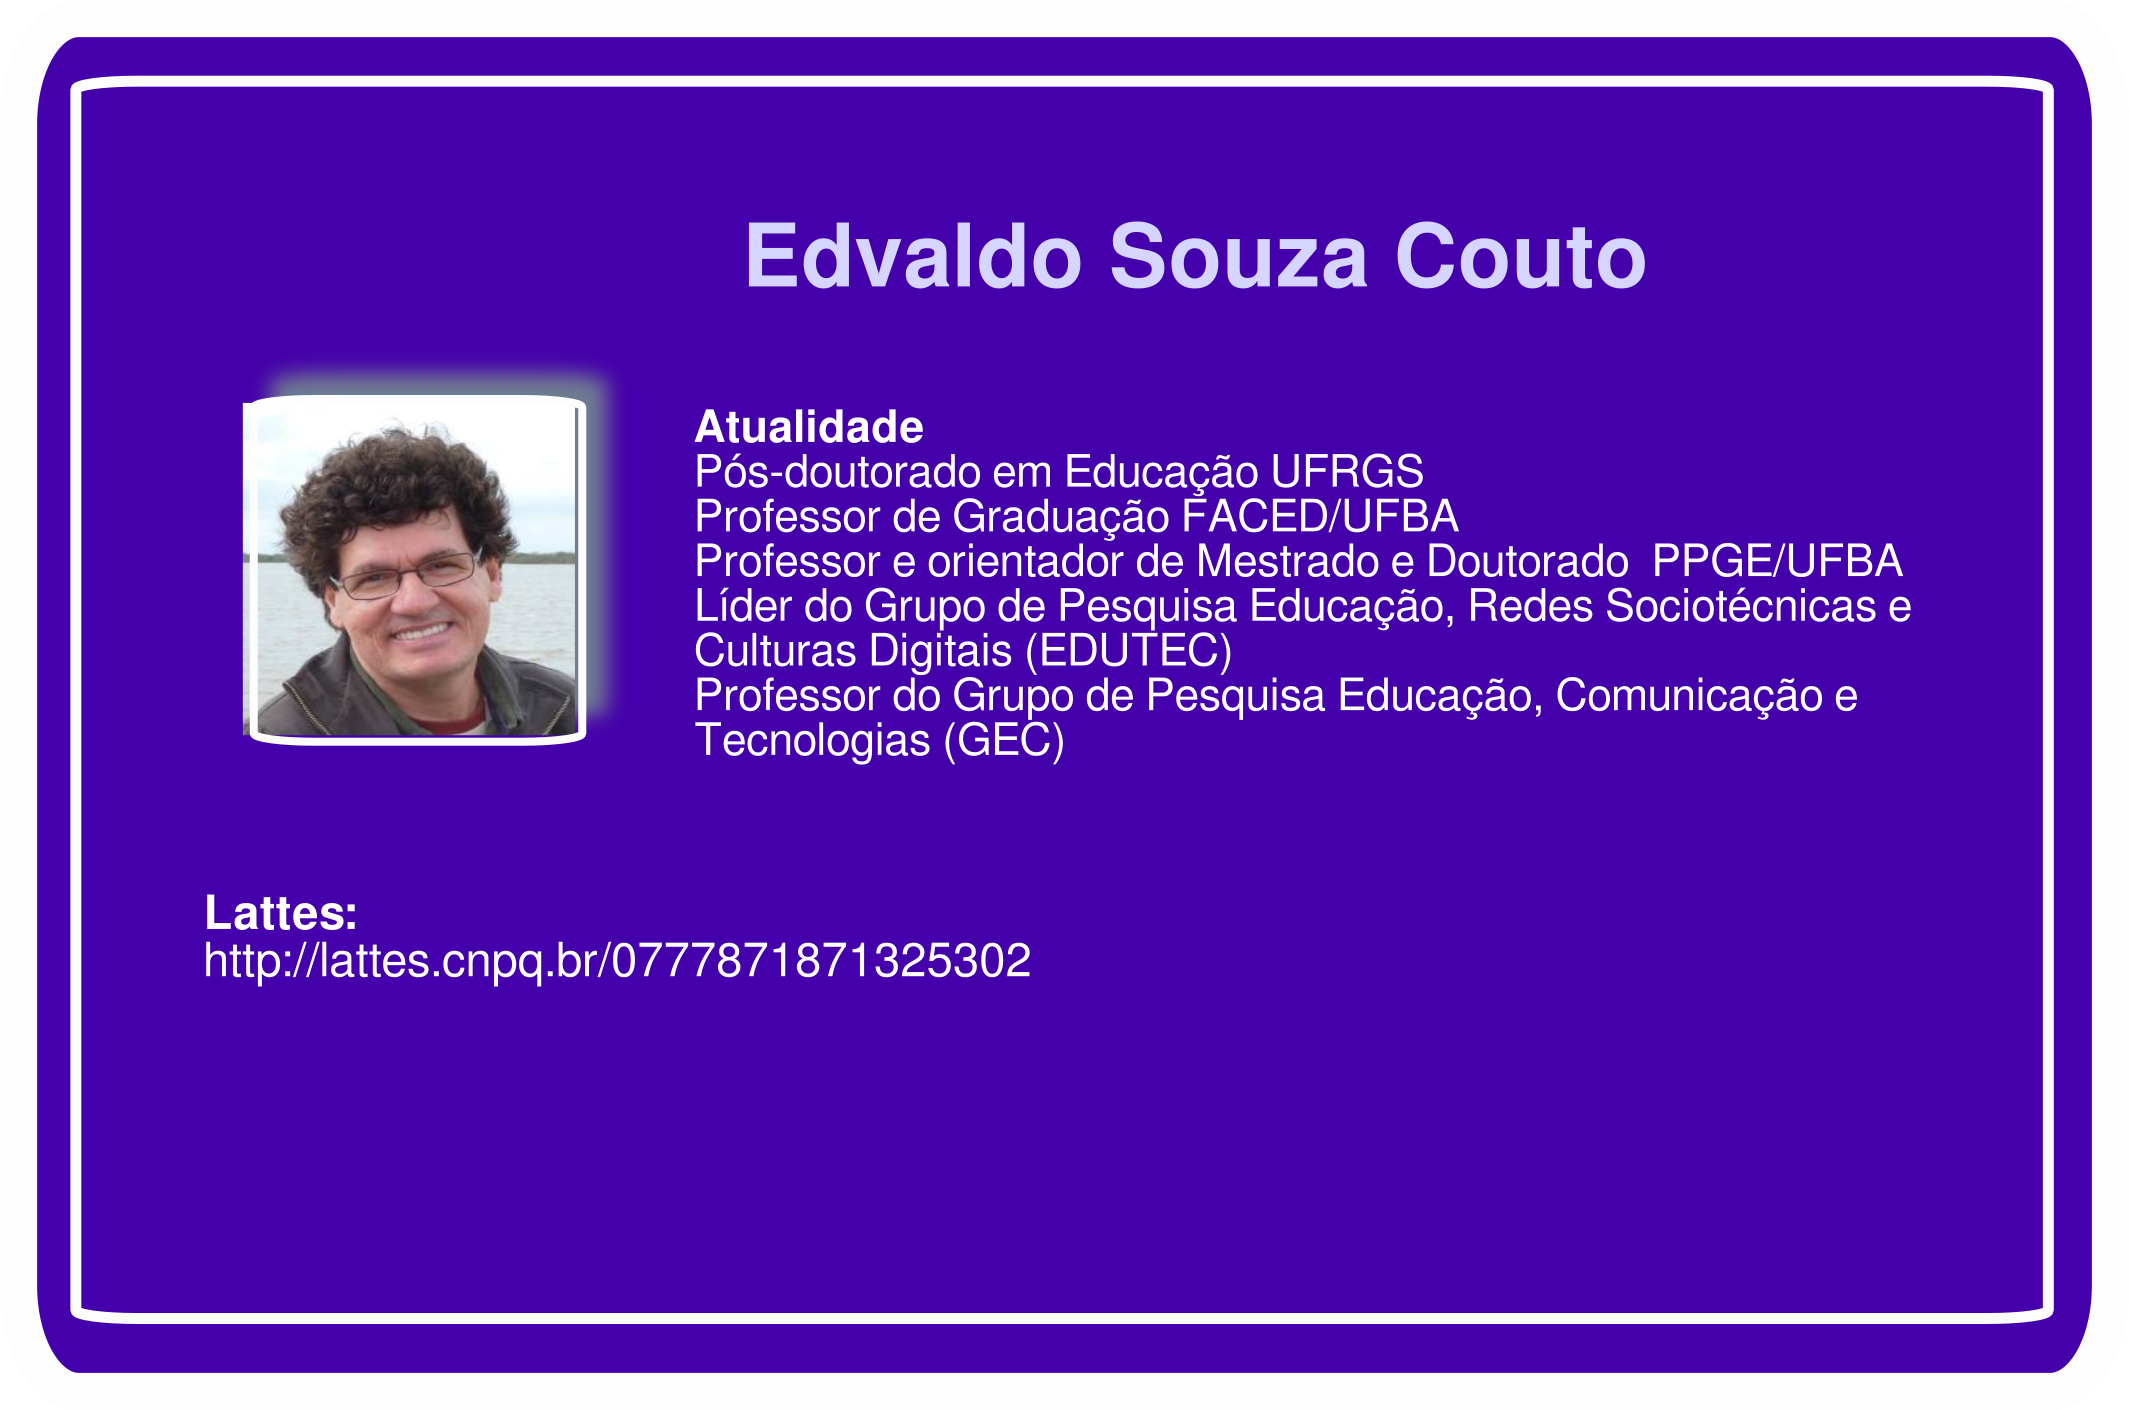 Edvaldo Souza Couto
Atualidade
Pós-doutorado em Educação UFRGS
Professor de Graduação FACED/UFBA
Professor e orientador de Mestrado e Doutorado  PPGE/UFBA
Líder do Grupo de Pesquisa Educação, Redes Sociotécnicas e
Culturas Digitais (EDUTEC)
Professor do Grupo de Pesquisa Educação, Comunicação e
Tecnologias (GEC)
Lattes:
http://lattes.cnpq.br/0777871871325302